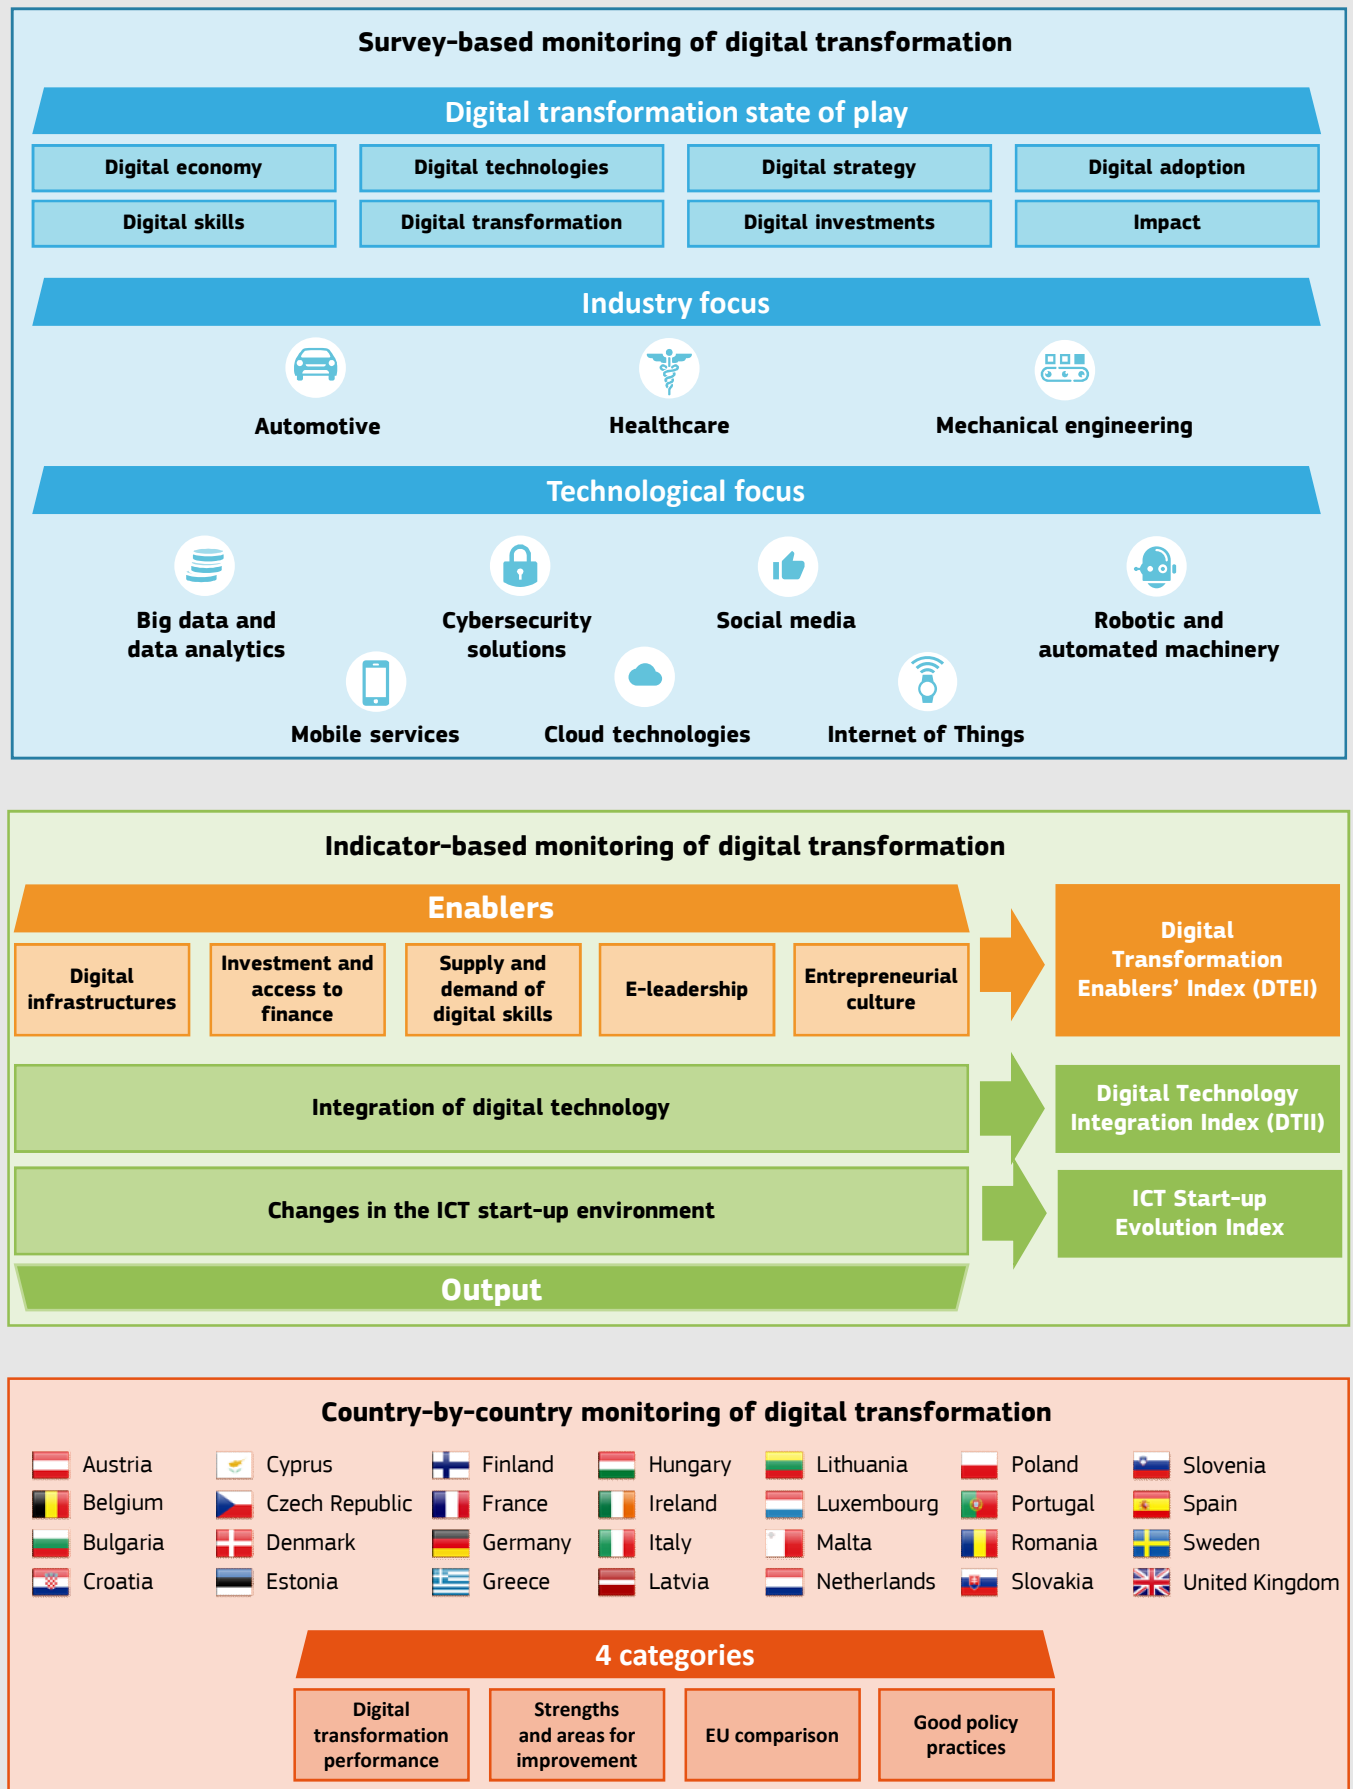 Survey-based monitoring of digital transformation
Digital transformation state of play
Digital economy
Digital technologies
Digital strategy
Digital adoption
Digital skills
Digital transformation
Digital investments
Impact
Industry focus
Automotive
Healthcare
Mechanical engineering
Technological focus
Big data and
data analytics
Cybersecurity
solutions
Social media
Robotic and
automated machinery
Mobile services
Cloud technologies
Internet of Things
Indicator-based monitoring of digital transformation
Enablers
Digital
infrastructures
Investment and
access to
finance
Supply and
demand of
digital skills
E-leadership
Entrepreneurial
culture
Digital
Transformation
Enablers' Index (DTEI)
Integration of digital technology
Digital Technology
Integration Index (DTII)
Changes in the ICT start-up environment
ICT Start-up
Evolution Index
Output
Country-by-country monitoring of digital transformation
Austria
Cyprus
Finland
Hungary
Lithuania
Poland
Slovenia
Belgium
Czech Republic
France
Ireland
Luxembourg
Portugal
Spain
Bulgaria
Denmark
Germany
Italy
Malta
Romania
Sweden
Croatia
Estonia
Greece
Latvia
Netherlands
Slovakia
United Kingdom
4 categories
Digital
transformation
performance
Strengths
and areas for
improvement
EU comparison
Good policy
practices